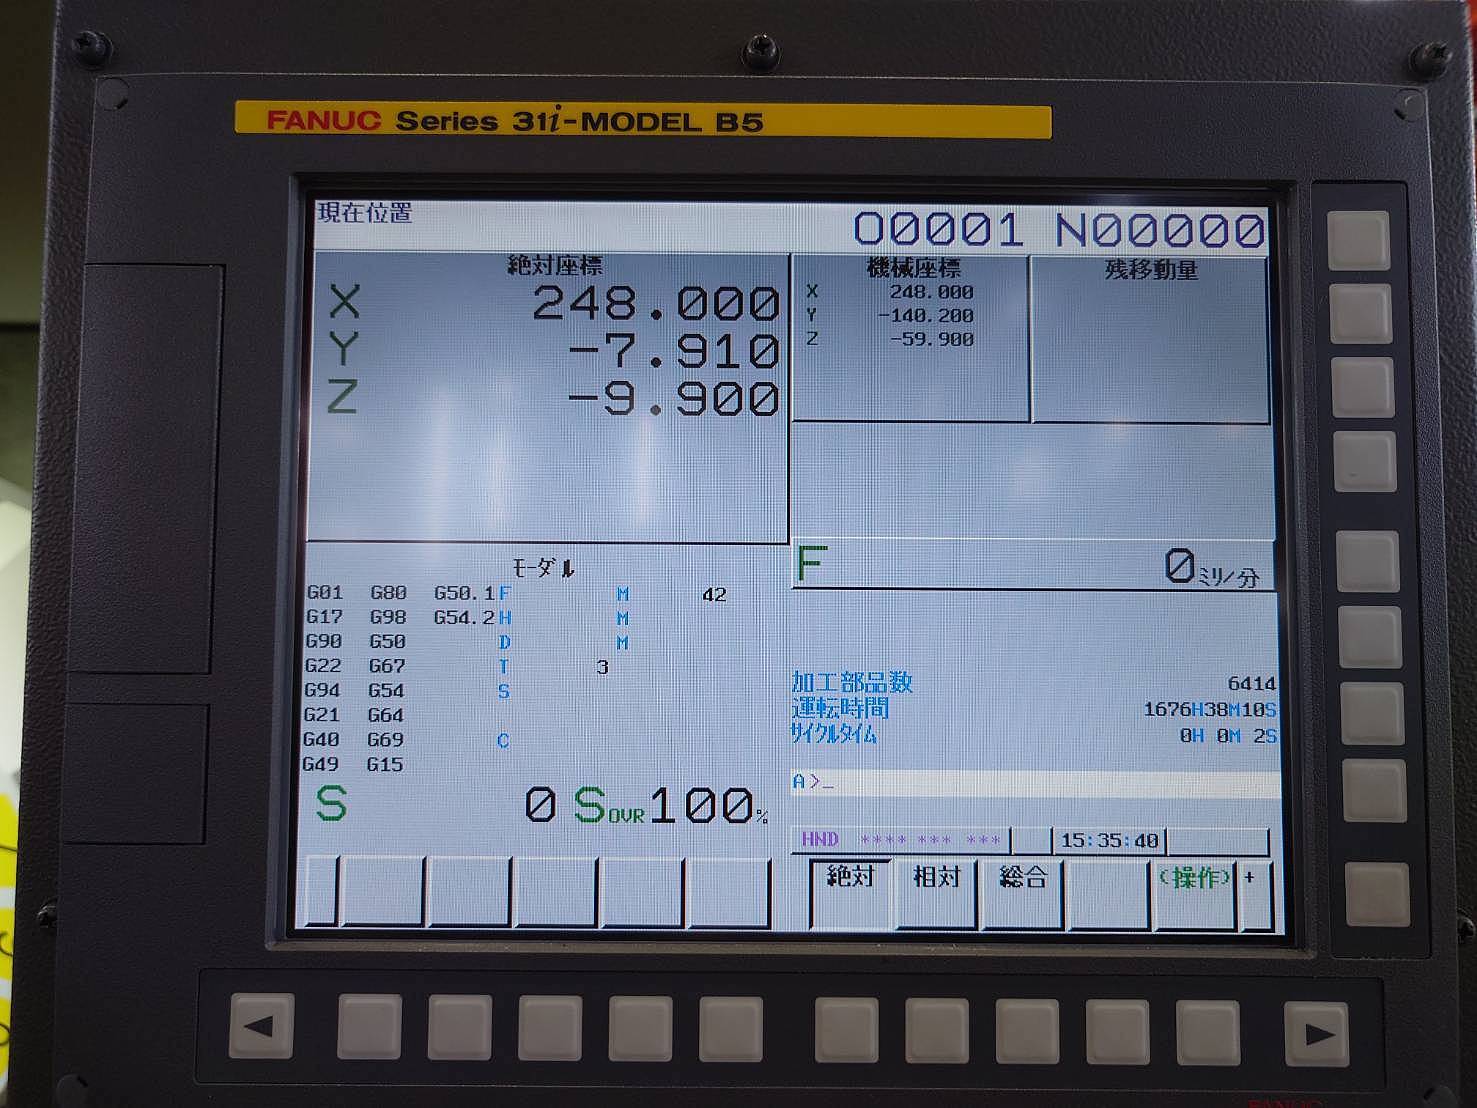 FANUC Series 31i-MODEL B5
現在位置
O0001 N00000
絶対座標
X 248.000
Y -7.910
Z -9.900
機械座標
X 248.000
Y -140.200
Z -59.900
残移動量
F 0ミリ/分
モーダル
G01 G80 G50.1 F M 42
G17 G98 G54.2 H M
G90 G50 D M
G22 G67 T 3
G94 G54 S
G21 G64
G40 G69 C
G49 G15
S 0 SOVR100%
加工部品数 6414
運転時間 1676H38M10S
サイクルタイム 0H 0M 2S
A>_
HND **** *** *** 15:35:40
絶対 相対 総合 (操作) +
FANUC